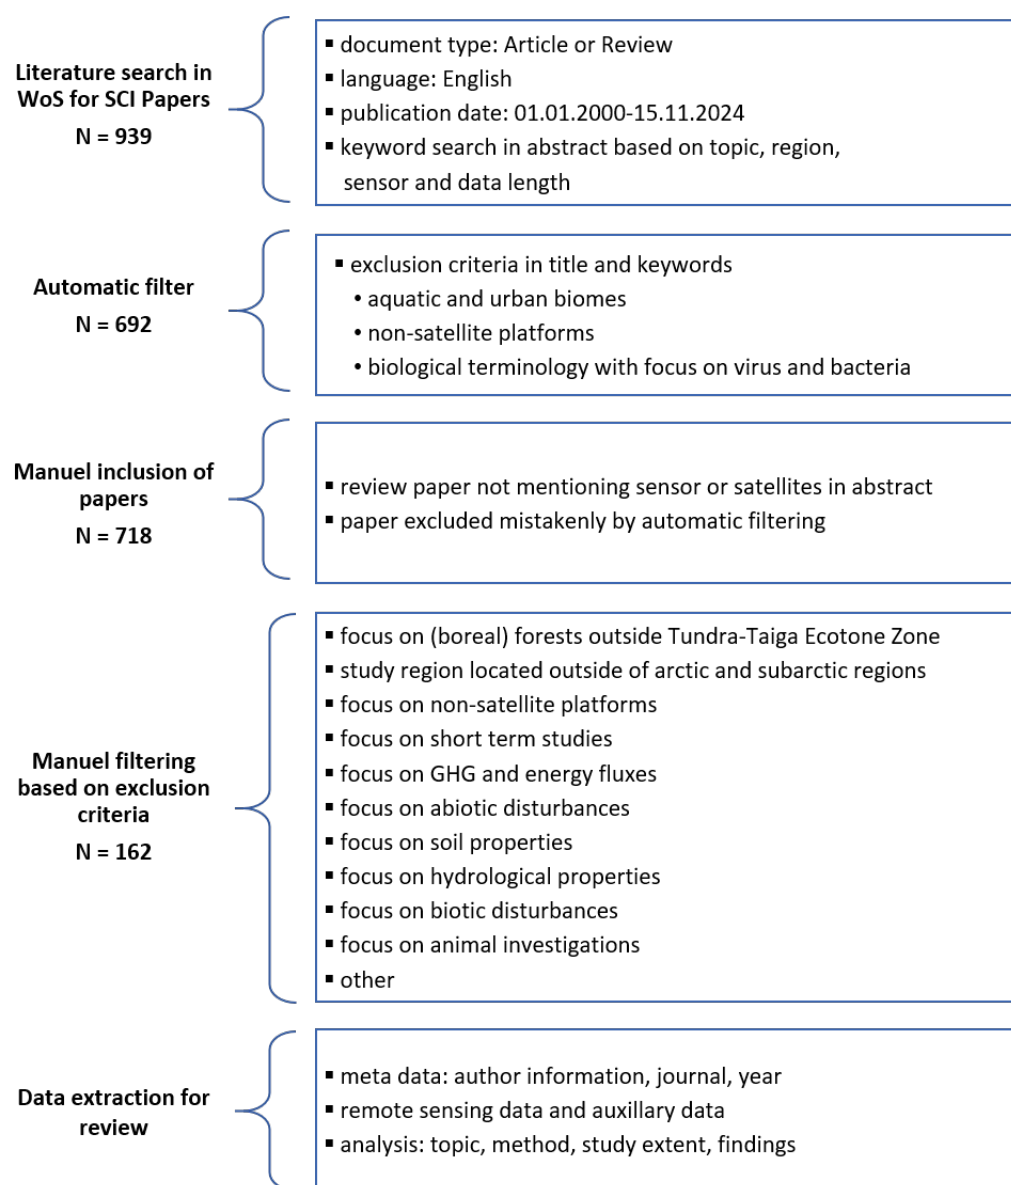 Literature search in
WoS for SCI Papers
N = 939
▪ document type: Article or Review
▪ language: English
▪ publication date: 01.01.2000-15.11.2024
▪ keyword search in abstract based on topic, region,
sensor and data length
Automatic filter
N = 692
▪ exclusion criteria in title and keywords
• aquatic and urban biomes
• non-satellite platforms
• biological terminology with focus on virus and bacteria
Manuel inclusion of
papers
N = 718
▪ review paper not mentioning sensor or satellites in abstract
▪ paper excluded mistakenly by automatic filtering
Manuel filtering
based on exclusion
criteria
N = 162
▪ focus on (boreal) forests outside Tundra-Taiga Ecotone Zone
▪ study region located outside of arctic and subarctic regions
▪ focus on non-satellite platforms
▪ focus on short term studies
▪ focus on GHG and energy fluxes
▪ focus on abiotic disturbances
▪ focus on soil properties
▪ focus on hydrological properties
▪ focus on biotic disturbances
▪ focus on animal investigations
▪ other
Data extraction for
review
▪ meta data: author information, journal, year
▪ remote sensing data and auxillary data
▪ analysis: topic, method, study extent, findings